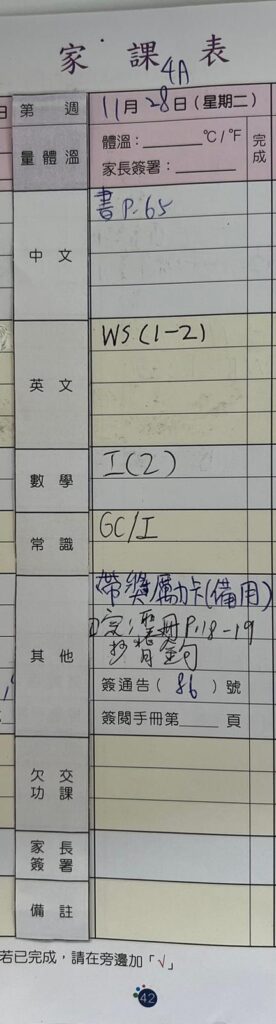 家課表
4A
日 第 週 11月28日(星期二)
量體溫 體溫:______℃/℉ 完成
家長簽署:______
中文 書P.65
英文 WS(1-2)
數學 I(2)
常識 GC/I
其他 帶獎勵卡(備用)
P.18-19
抄
簽通告(86)號
簽閱手冊第____頁
欠交功課
家長簽署
備註
若已完成,請在旁邊加「√」
42